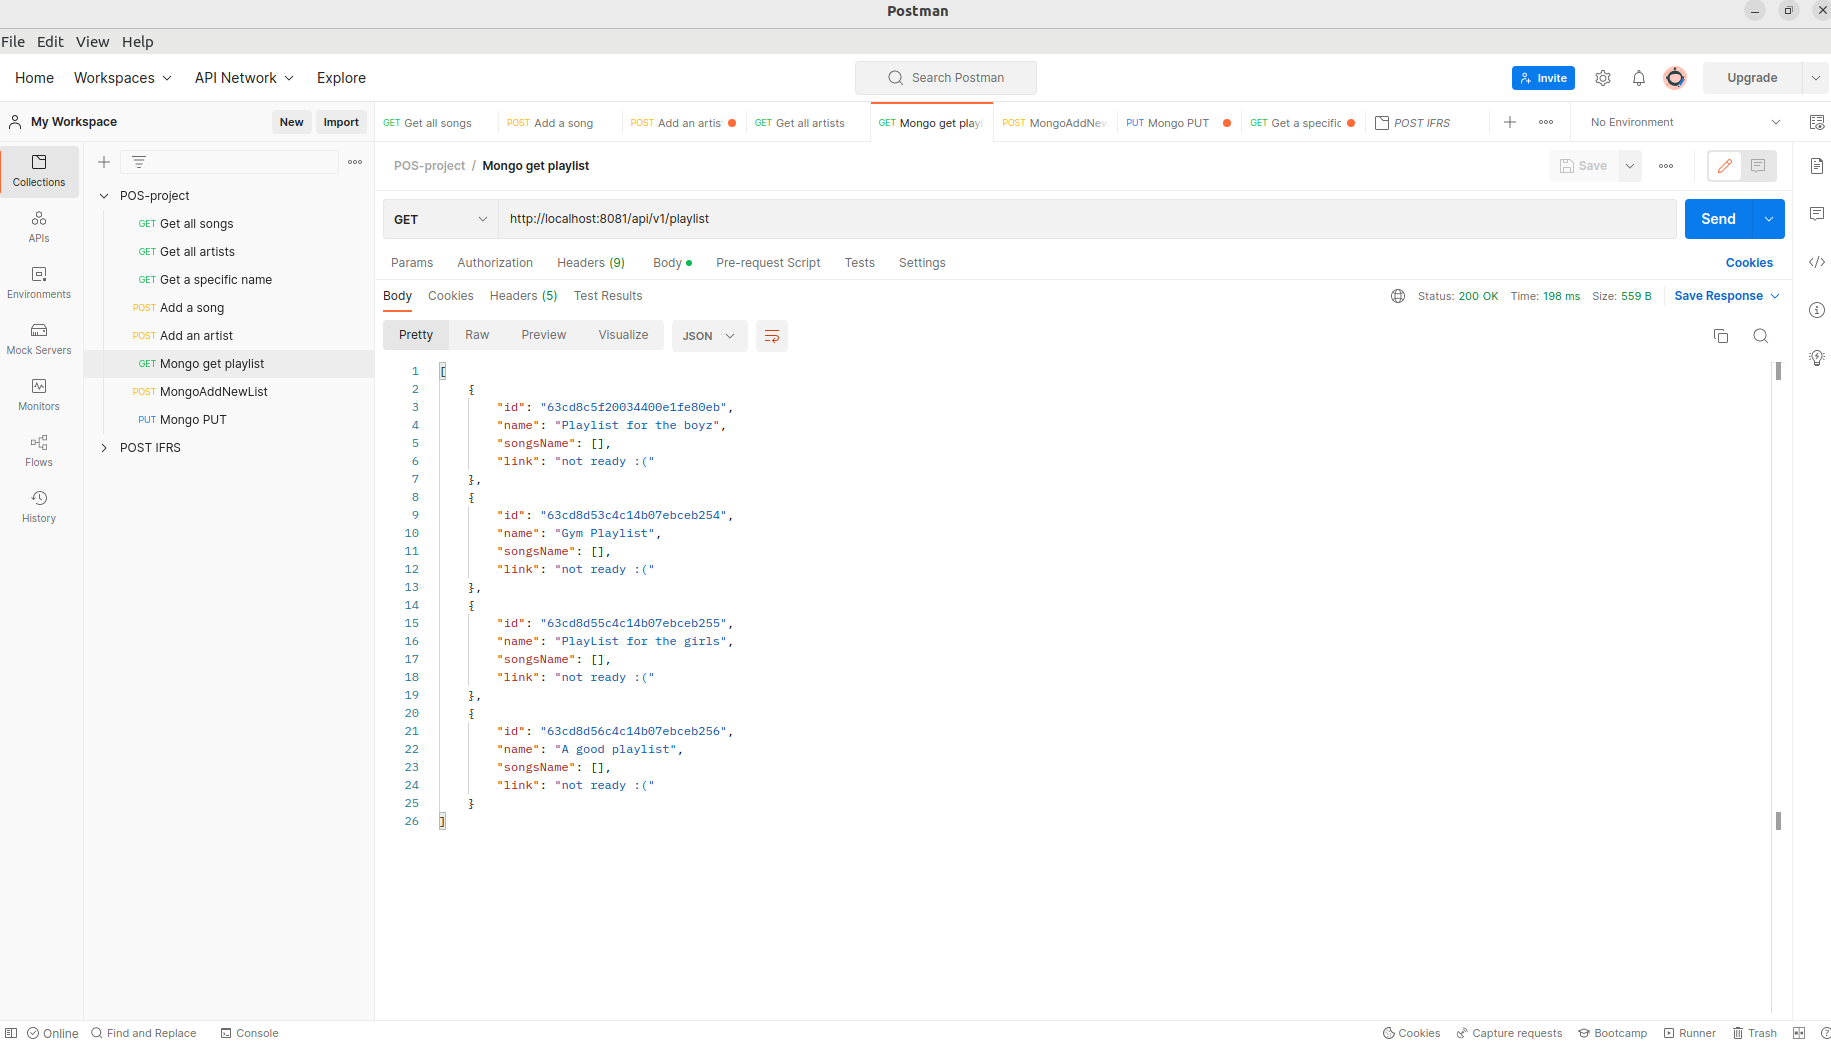 Postman
File Edit View Help
Home Workspaces API Network Explore Search Postman Invite Upgrade
My Workspace New Import
GET Get all songs POST Add a song POST Add an artis GET Get all artists GET Mongo get play POST MongoAddNew PUT Mongo PUT GET Get a specific POST IFRS No Environment
Collections
APIs
Environments
Mock Servers
Monitors
Flows
History
POS-project
GET Get all songs
GET Get all artists
GET Get a specific name
POST Add a song
POST Add an artist
GET Mongo get playlist
POST MongoAddNewList
PUT Mongo PUT
POST IFRS
POS-project / Mongo get playlist Save
GET http://localhost:8081/api/v1/playlist Send
Params Authorization Headers (9) Body Pre-request Script Tests Settings Cookies
Body Cookies Headers (5) Test Results Status: 200 OK Time: 198 ms Size: 559 B Save Response
Pretty Raw Preview Visualize JSON
1 [
2 {
3 "id": "63cd8c5f20034400e1fe80eb",
4 "name": "Playlist for the boyz",
5 "songsName": [],
6 "link": "not ready :("
7 },
8 {
9 "id": "63cd8d53c4c14b07ebceb254",
10 "name": "Gym Playlist",
11 "songsName": [],
12 "link": "not ready :("
13 },
14 {
15 "id": "63cd8d55c4c14b07ebceb255",
16 "name": "PlayList for the girls",
17 "songsName": [],
18 "link": "not ready :("
19 },
20 {
21 "id": "63cd8d56c4c14b07ebceb256",
22 "name": "A good playlist",
23 "songsName": [],
24 "link": "not ready :("
25 }
26 ]
Online Find and Replace Console Cookies Capture requests Bootcamp Runner Trash